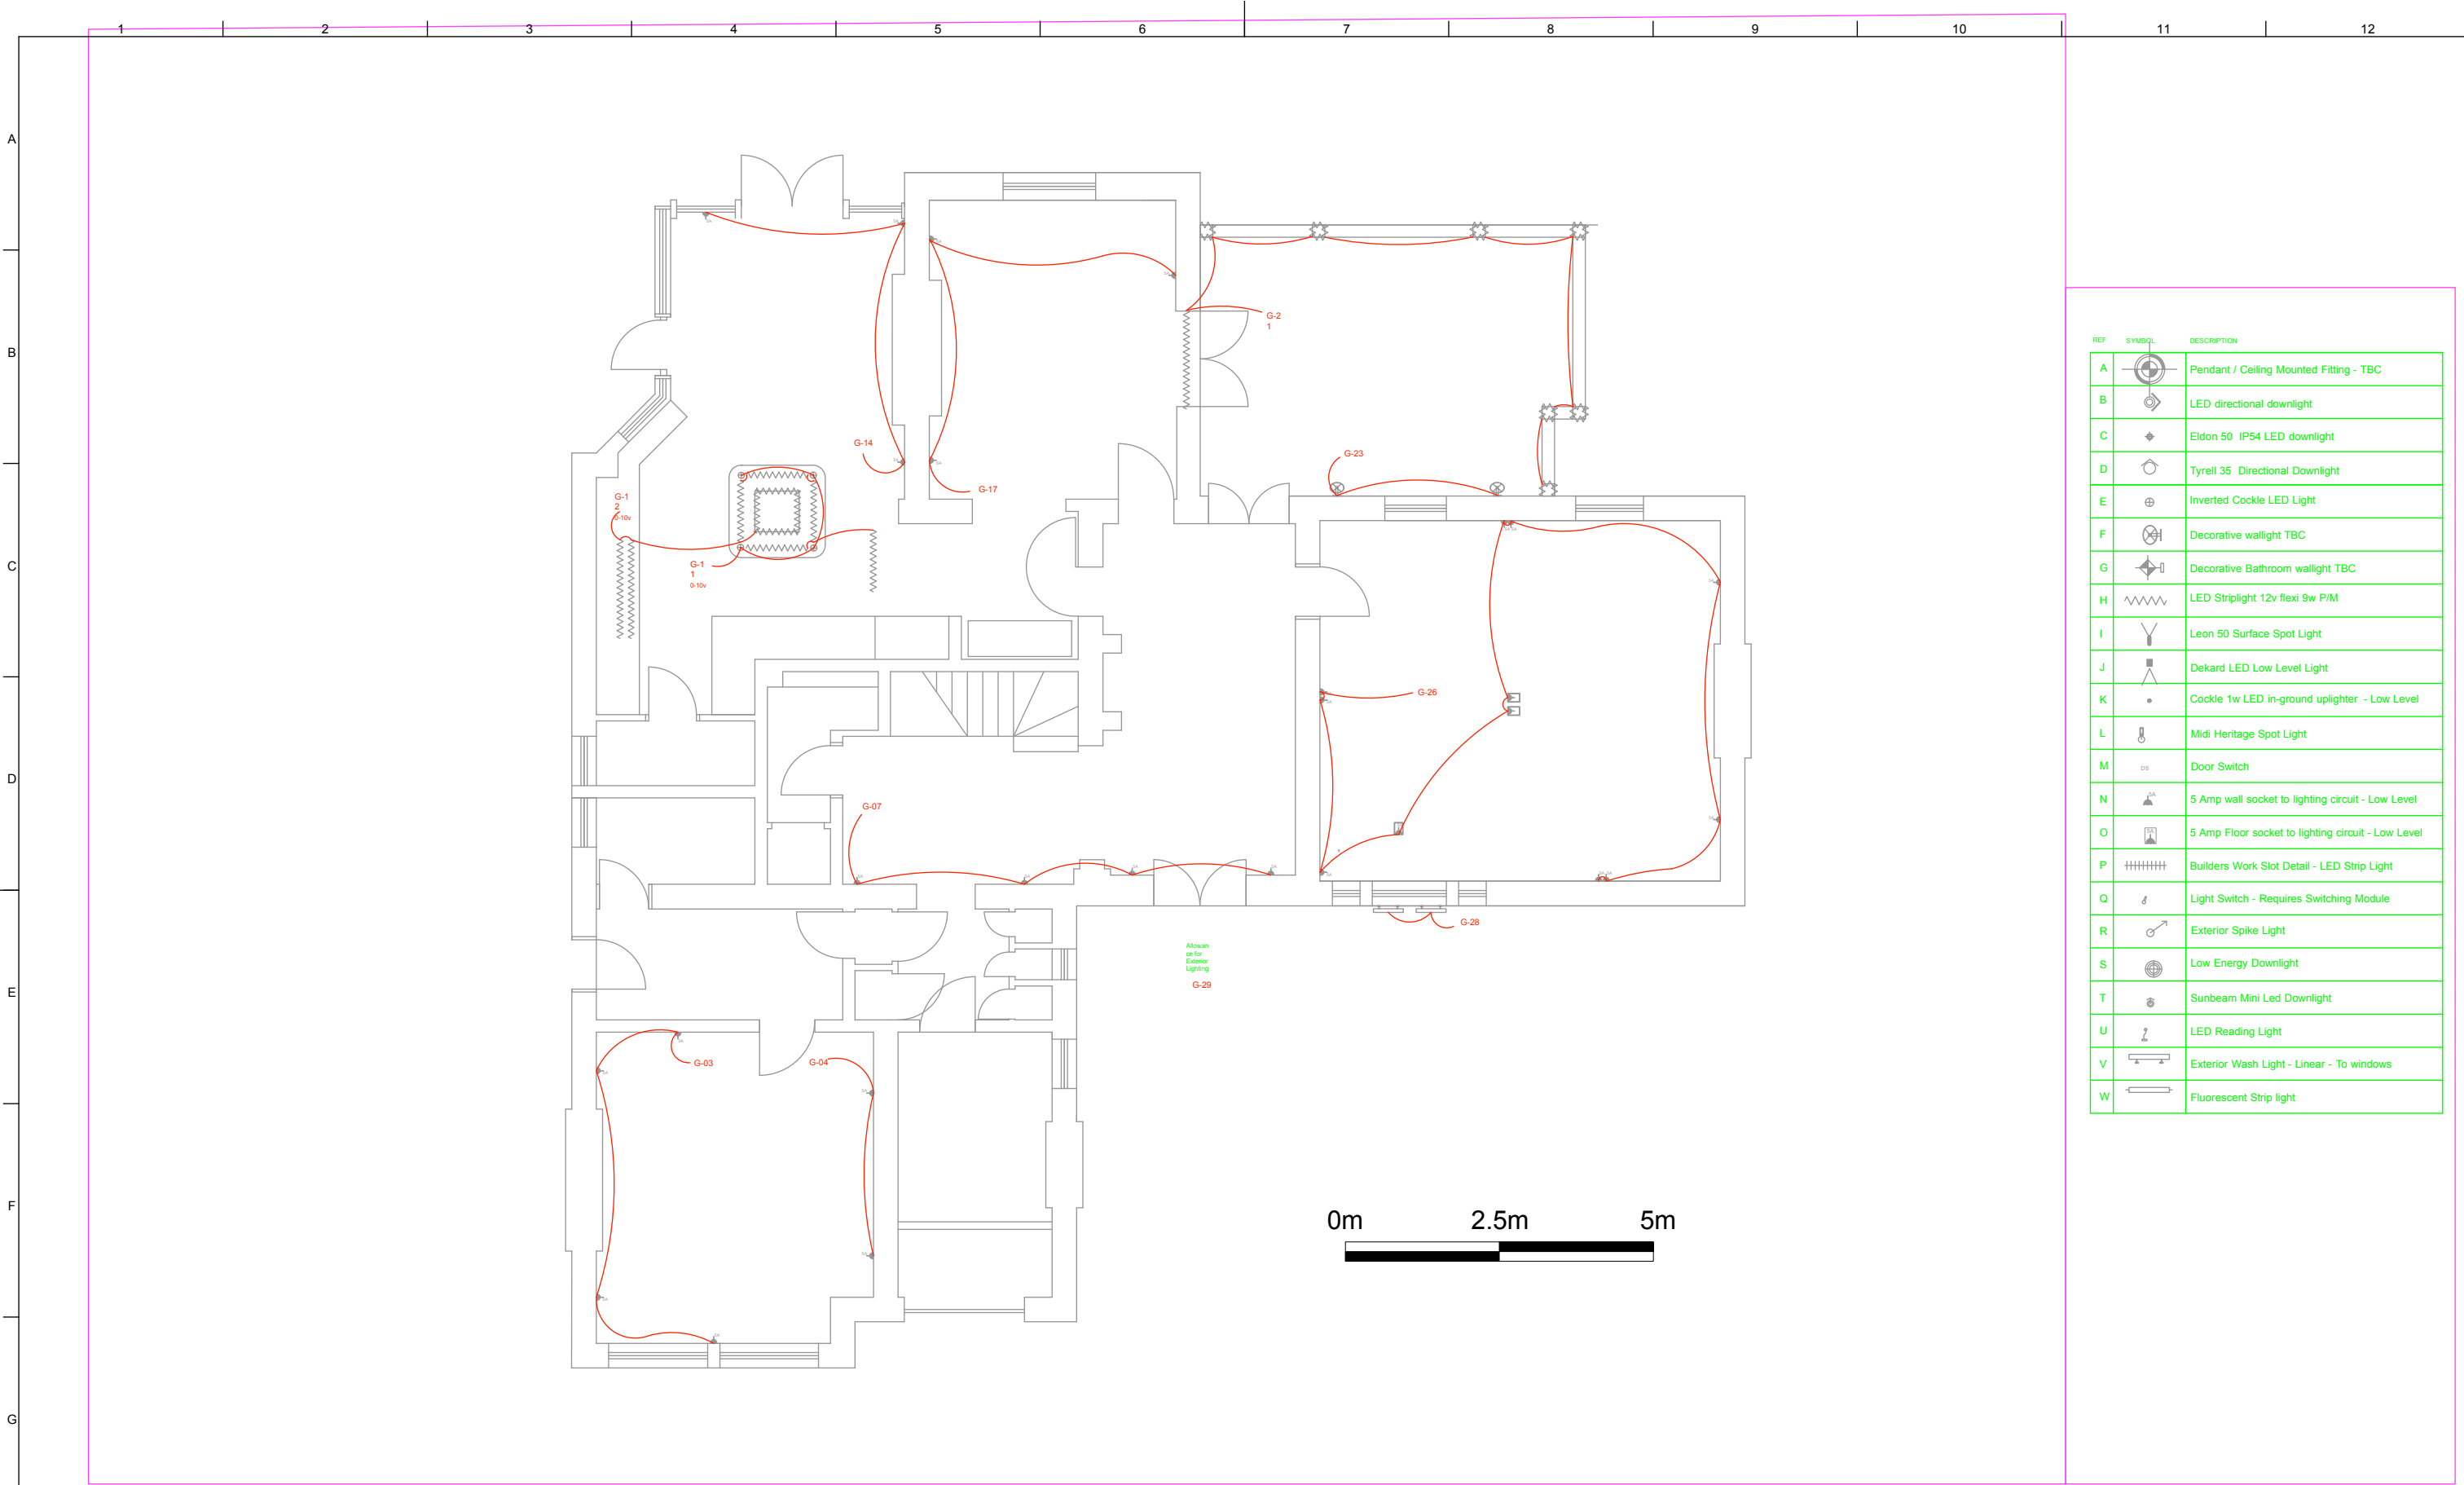 1 2 3 4 5 6 7 8 9 10 11 12
A
B
C
D
E
F
G
G-2
1
G-14
G-23
G-17
G-1
2
0-10v
G-1
1
0-10v
G-26
G-07
G-28
Allowan
ce for
Exterior
Lighting
G-29
G-03
G-04
0m 2.5m 5m
REF SYMBOL DESCRIPTION
A Pendant / Ceiling Mounted Fitting - TBC
B LED directional downlight
C Eldon 50 IP54 LED downlight
D Tyrell 35 Directional Downlight
E Inverted Cockle LED Light
F Decorative wallight TBC
G Decorative Bathroom wallight TBC
H LED Striplight 12v flexi 9w P/M
I Leon 50 Surface Spot Light
J Dekard LED Low Level Light
K Cockle 1w LED in-ground uplighter - Low Level
L Midi Heritage Spot Light
M DS Door Switch
N 5A 5 Amp wall socket to lighting circuit - Low Level
O 5A 5 Amp Floor socket to lighting circuit - Low Level
P Builders Work Slot Detail - LED Strip Light
Q Light Switch - Requires Switching Module
R Exterior Spike Light
S Low Energy Downlight
T Sunbeam Mini Led Downlight
U LED Reading Light
V Exterior Wash Light - Linear - To windows
W Fluorescent Strip light